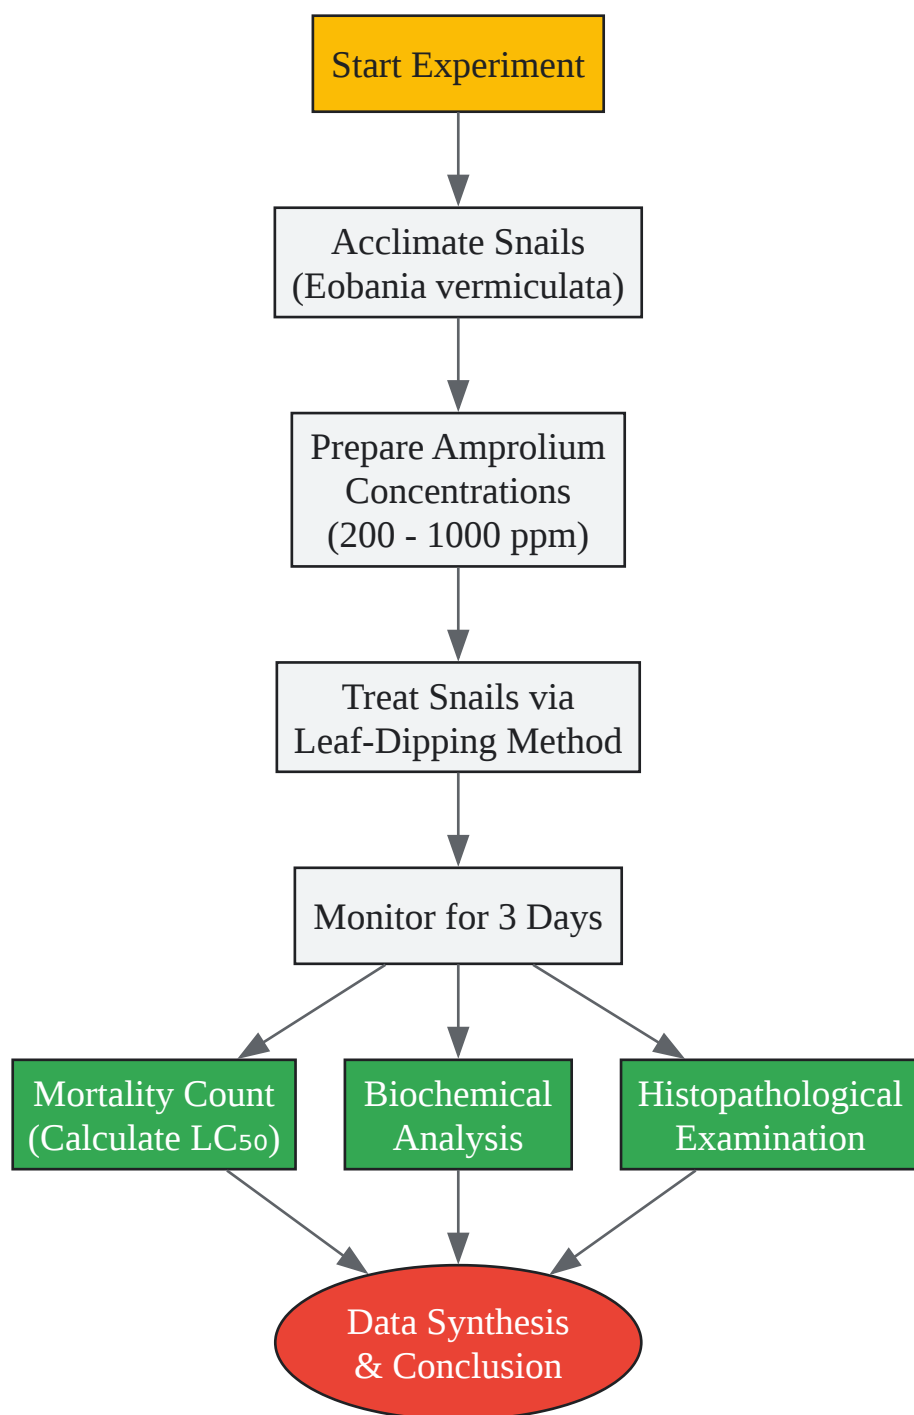 Start Experiment
Acclimate Snails
(Eobania vermiculata)
Prepare Amprolium
Concentrations
(200 - 1000 ppm)
Treat Snails via
Leaf-Dipping Method
Monitor for 3 Days
Mortality Count
(Calculate LC₅₀)
Biochemical
Analysis
Histopathological
Examination
Data Synthesis
& Conclusion